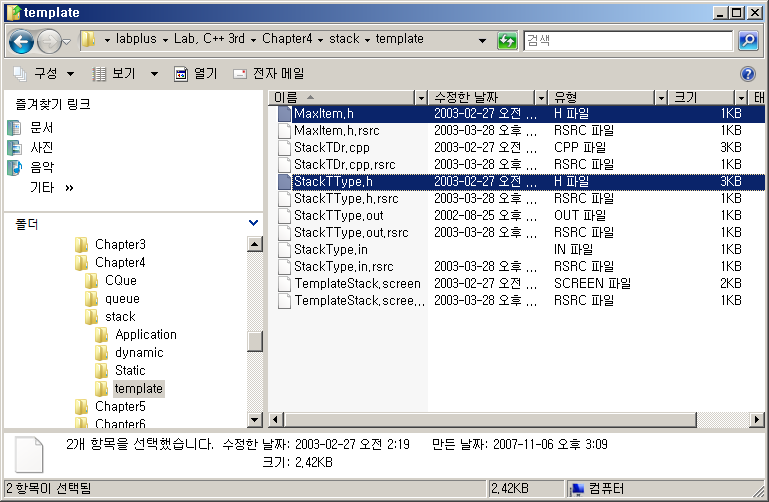 template
labplus ▸ Lab, C++ 3rd ▸ Chapter4 ▸ stack ▸ template 검색
구성 보기 열기 전자 메일
즐겨찾기 링크
문서
사진
음악
기타 »
폴더
Chapter3
Chapter4
CQue
queue
stack
Application
dynamic
Static
template
Chapter5
Chapter6
이름 수정한 날짜 유형 크기 태
MaxItem,h 2003-02-27 오전 ... H 파일 1KB
MaxItem,h,rsrc 2003-03-28 오후 ... RSRC 파일 1KB
StackTDr,cpp 2003-02-27 오전 ... CPP 파일 3KB
StackTDr,cpp,rsrc 2003-03-28 오후 ... RSRC 파일 1KB
StackTType,h 2003-02-27 오전 ... H 파일 3KB
StackTType,h,rsrc 2003-03-28 오후 ... RSRC 파일 1KB
StackTType,out 2002-08-25 오후 ... OUT 파일 1KB
StackTType,out,rsrc 2003-03-28 오후 ... RSRC 파일 1KB
StackType,in IN 파일 1KB
StackType,in,rsrc 2003-03-28 오후 ... RSRC 파일 1KB
TemplateStack,screen 2003-02-27 오전 ... SCREEN 파일 2KB
TemplateStack,scree,... 2003-03-28 오후 ... RSRC 파일 1KB
2개 항목을 선택했습니다. 수정한 날짜: 2003-02-27 오전 2:19 만든 날짜: 2007-11-06 오후 3:09
크기: 2,42KB
2 항목이 선택됨 2,42KB 컴퓨터